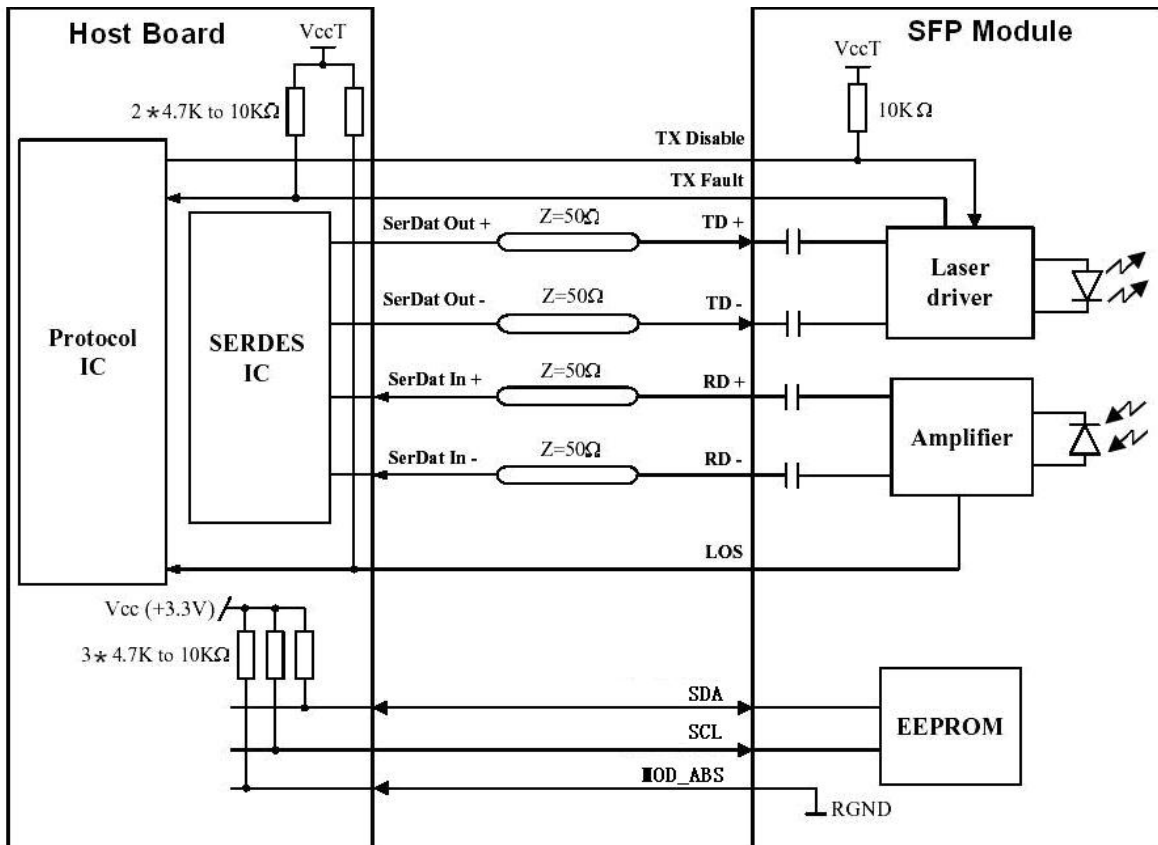 Host Board
SFP Module
VccT
VccT
2*4.7K to 10KΩ
10KΩ
TX Disable
TX Fault
SerDat Out +
Z=50Ω
TD +
Laser
driver
SerDat Out -
Z=50Ω
TD -
Protocol
IC
SERDES
IC
SerDat In +
Z=50Ω
RD +
Amplifier
SerDat In -
Z=50Ω
RD -
LOS
Vcc (+3.3V)
3*4.7K to 10KΩ
SDA
EEPROM
SCL
MOD_ABS
RGND